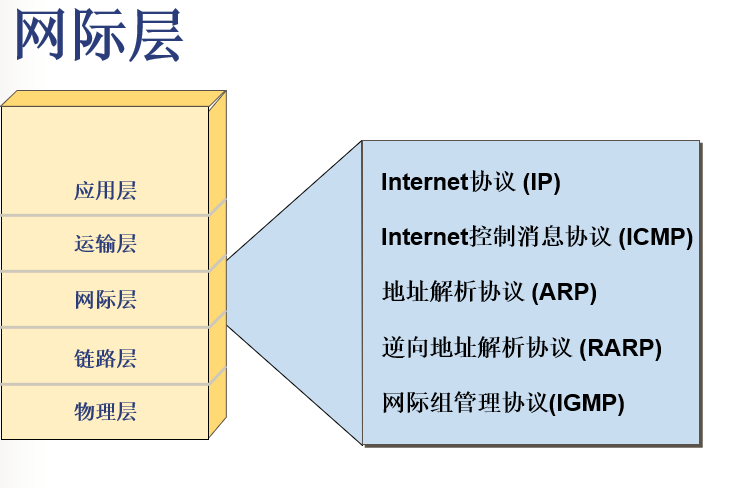 网际层
应用层
运输层
网际层
链路层
物理层
Internet协议 (IP)
Internet控制消息协议 (ICMP)
地址解析协议 (ARP)
逆向地址解析协议 (RARP)
网际组管理协议(IGMP)